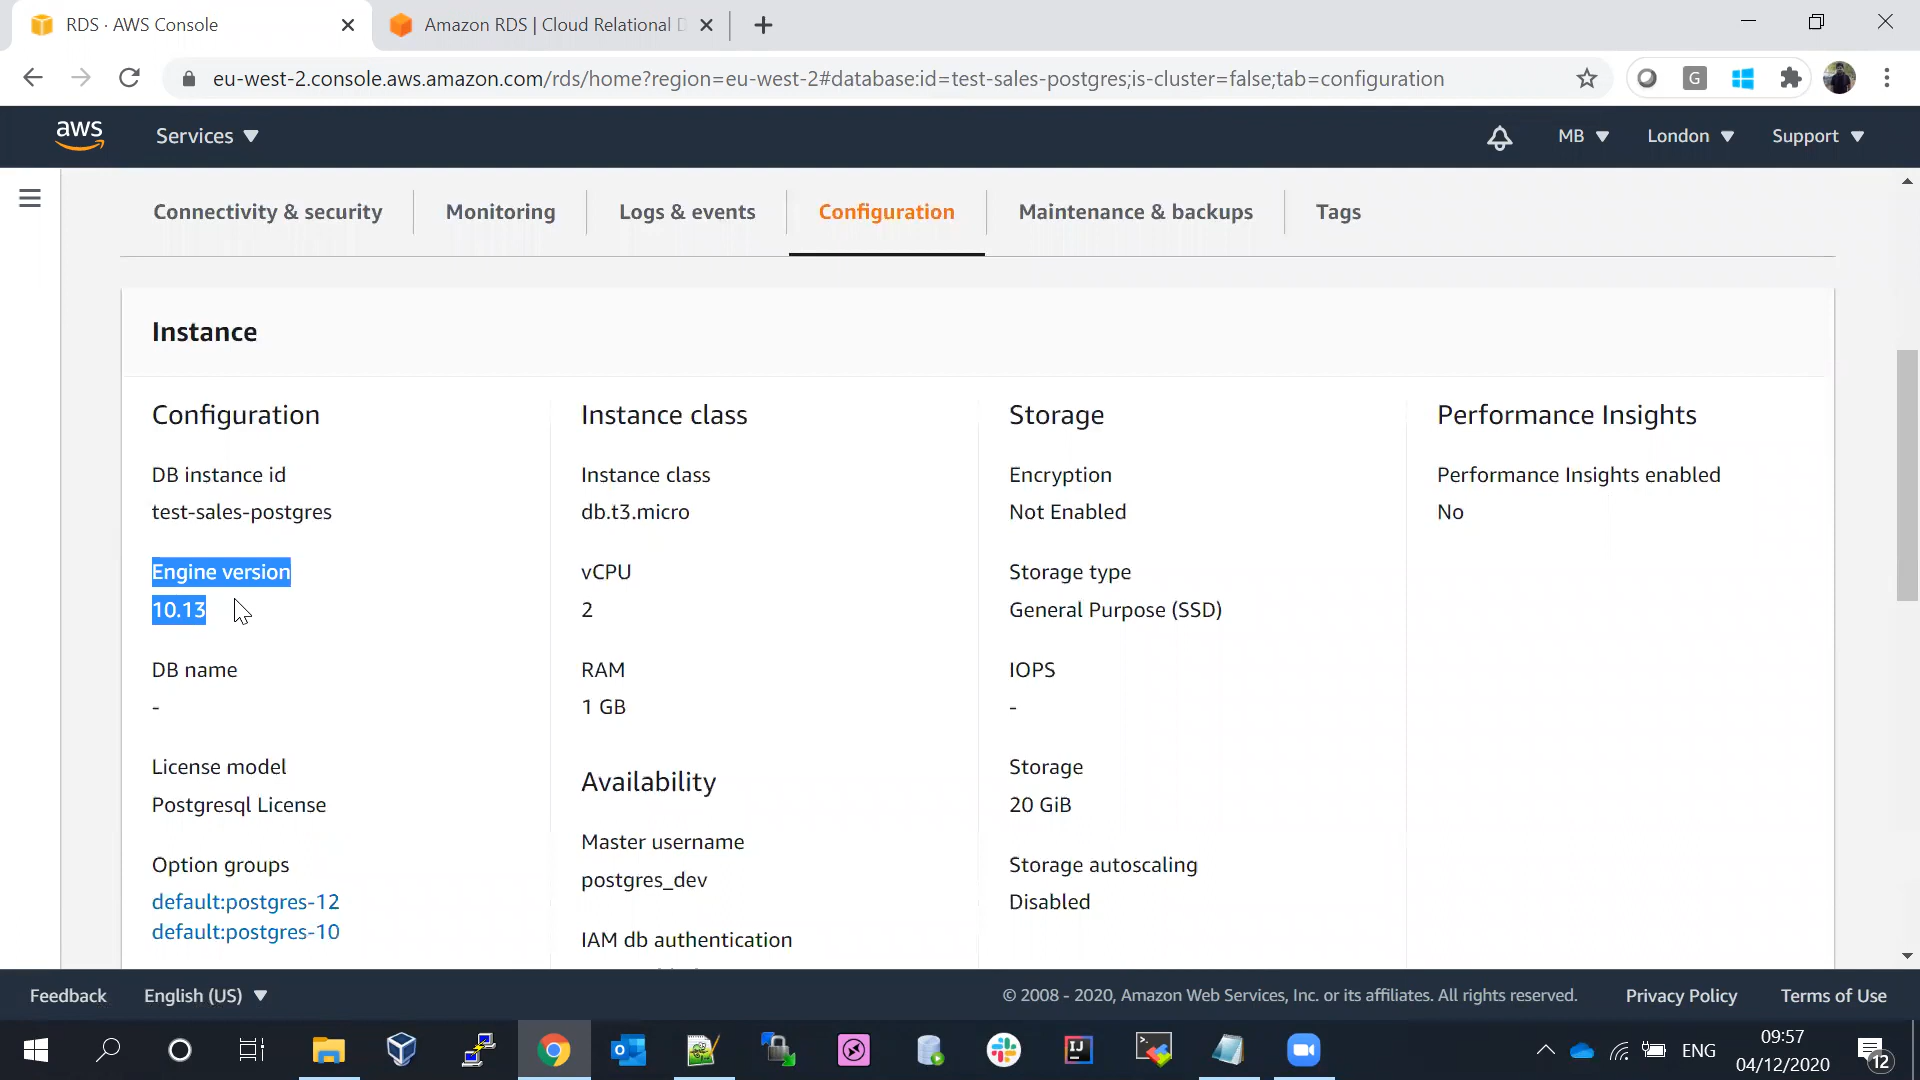 RDS · AWS Console
Amazon RDS | Cloud Relational D
eu-west-2.console.aws.amazon.com/rds/home?region=eu-west-2#database:id=test-sales-postgres;is-cluster=false;tab=configuration
G
aws
Services
MB
London
Support
Connectivity & security
Monitoring
Logs & events
Configuration
Maintenance & backups
Tags
Instance
Configuration
DB instance id
test-sales-postgres
Engine version
10.13
DB name
-
License model
Postgresql License
Option groups
default:postgres-12
default:postgres-10
Instance class
Instance class
db.t3.micro
vCPU
2
RAM
1 GB
Availability
Master username
postgres_dev
IAM db authentication
Storage
Encryption
Not Enabled
Storage type
General Purpose (SSD)
IOPS
-
Storage
20 GiB
Storage autoscaling
Disabled
Performance Insights
Performance Insights enabled
No
Feedback
English (US)
© 2008 - 2020, Amazon Web Services, Inc. or its affiliates. All rights reserved.
Privacy Policy
Terms of Use
IJ
ENG
09:57
04/12/2020
12